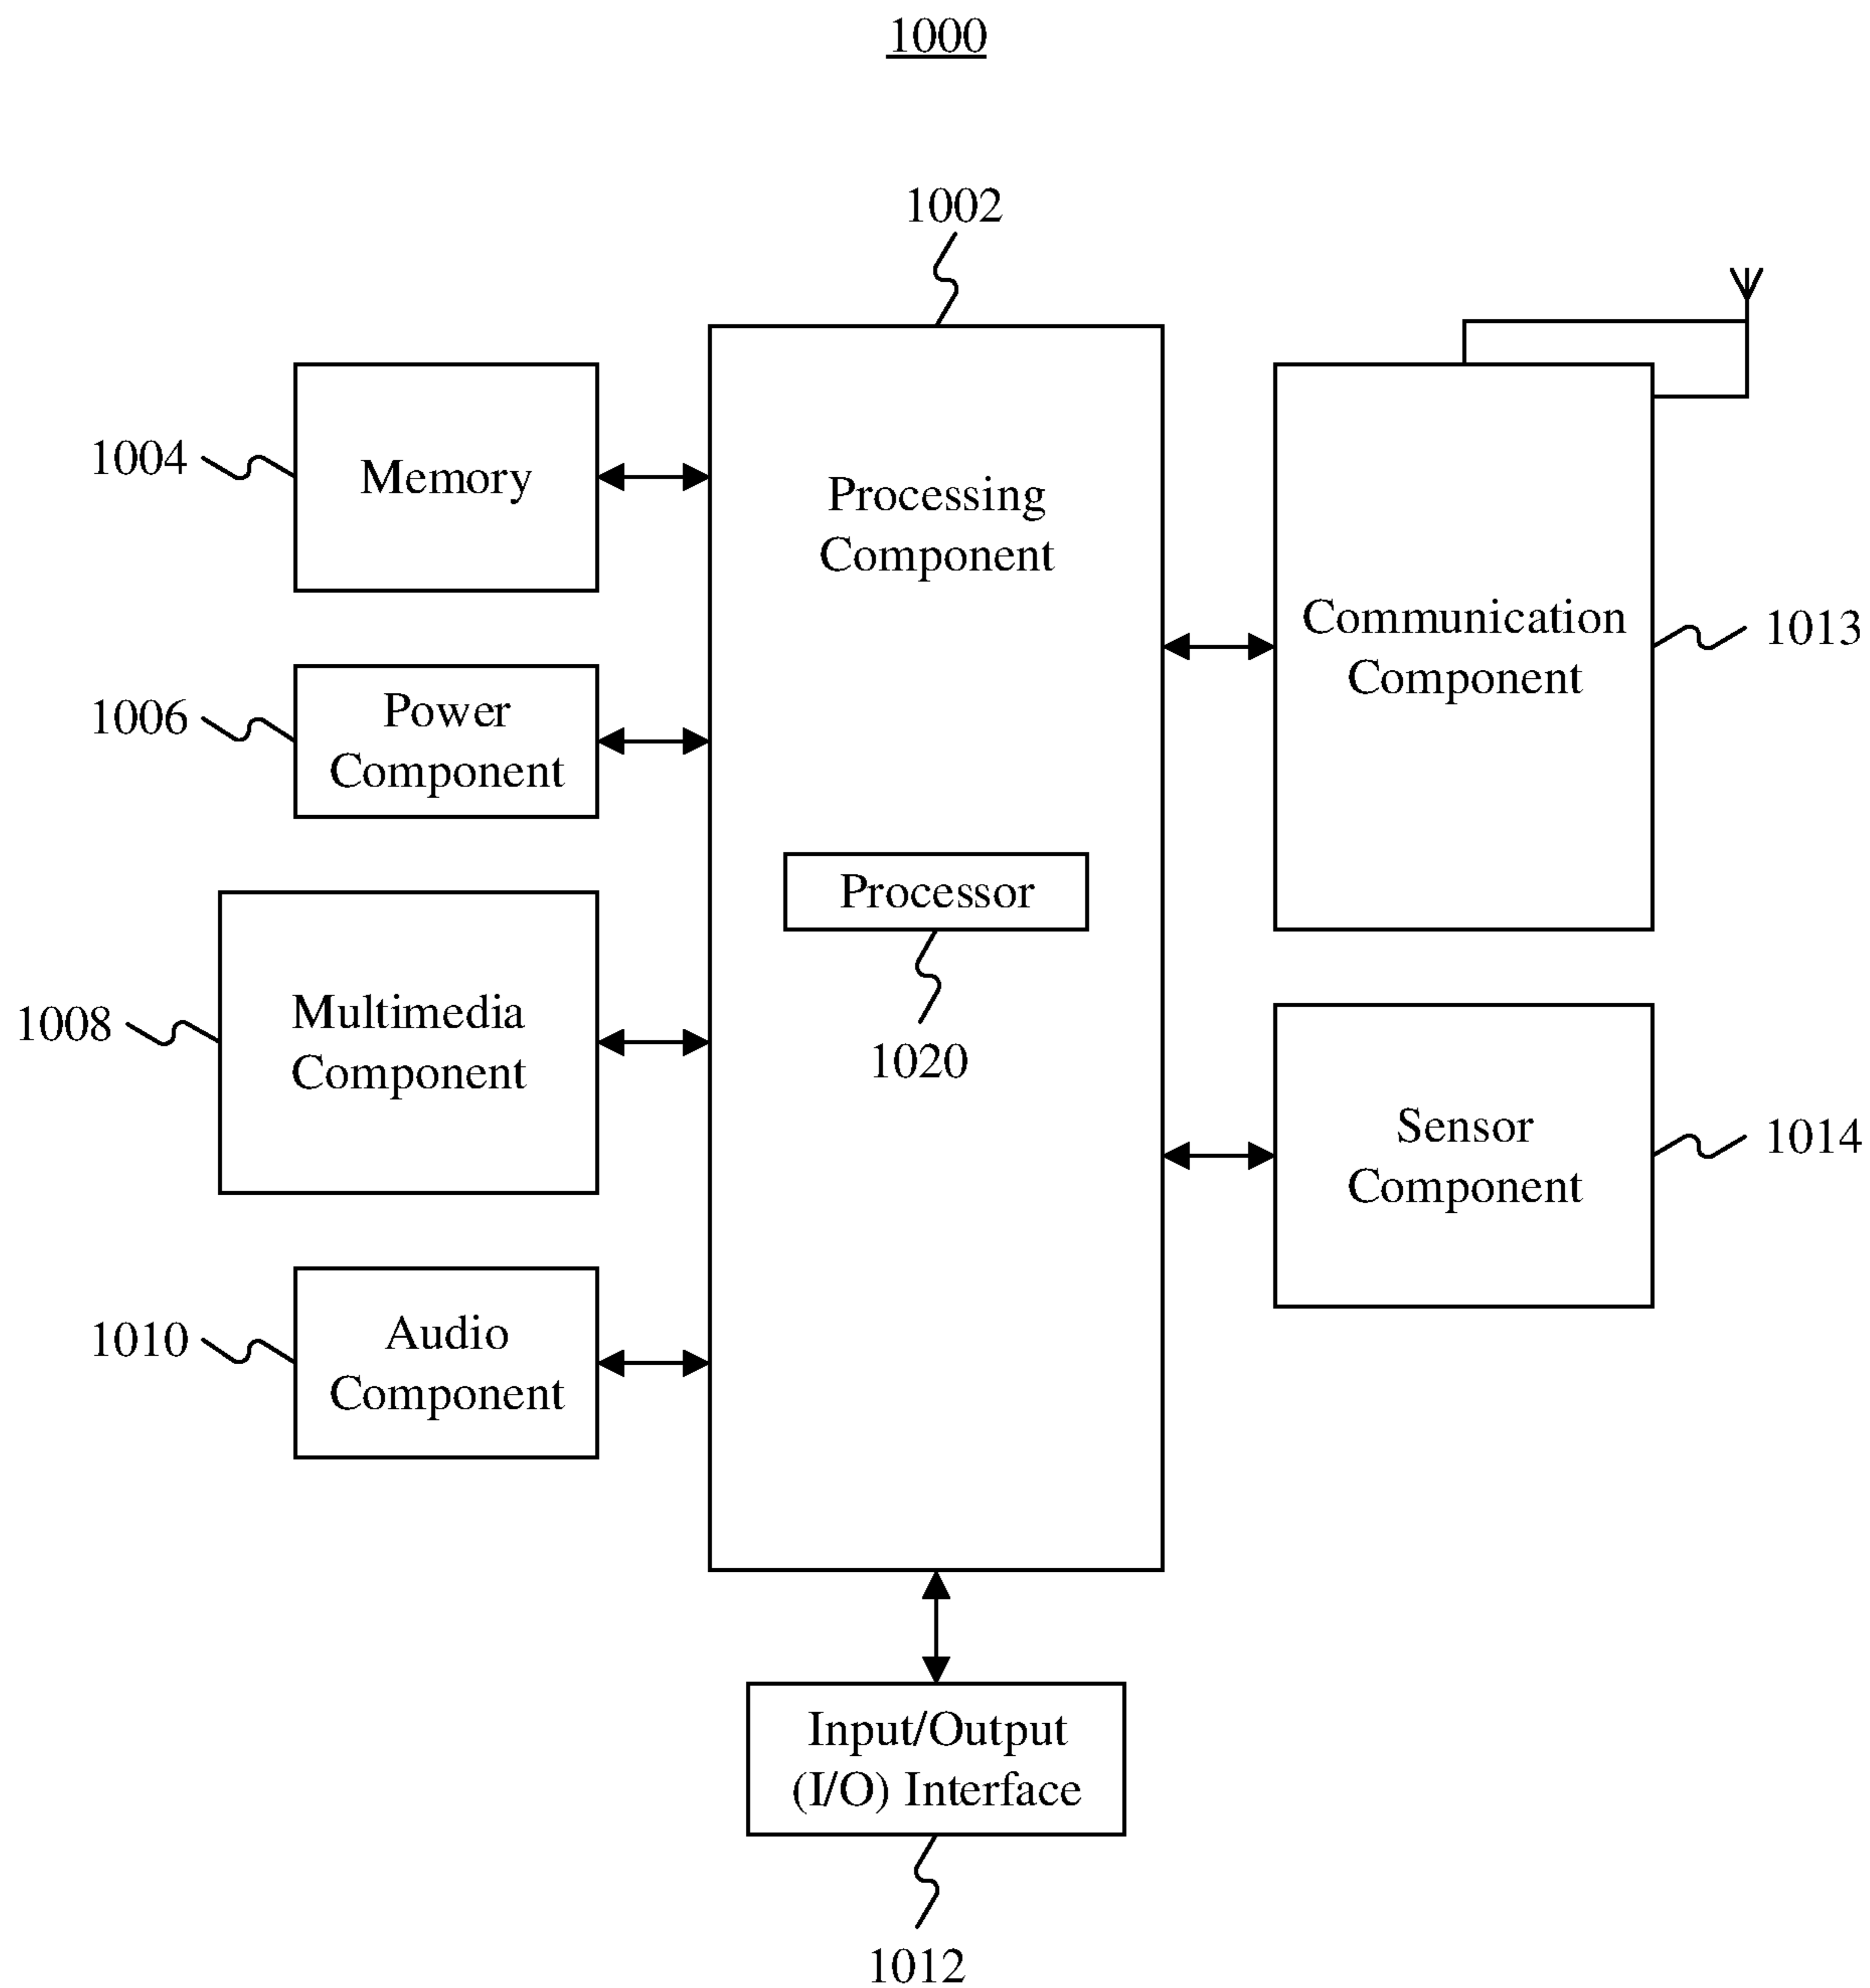 1000
1002
1004
Memory
Processing
Component
Communication
Component
1013
1006
Power
Component
Processor
1020
1008
Multimedia
Component
Sensor
Component
1014
1010
Audio
Component
Input/Output
(I/O) Interface
1012